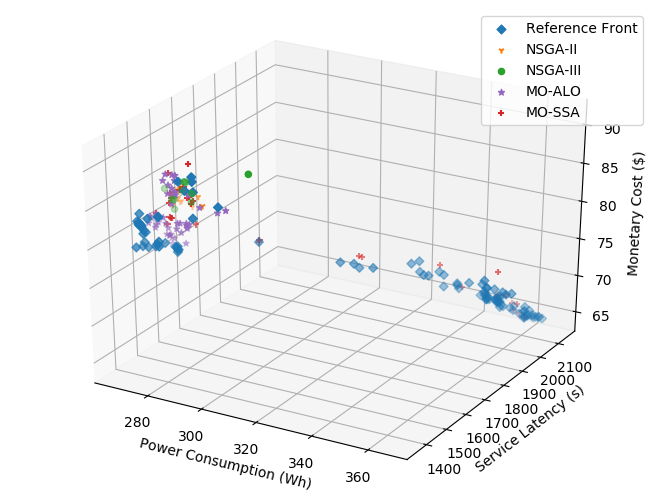 Reference Front
NSGA-II
NSGA-III
MO-ALO
MO-SSA
90
85
80
75
70
65
Monetary Cost ($)
2100
2000
1900
1800
1700
1600
1500
1400
Service Latency (s)
280
300
320
340
360
Power Consumption (Wh)